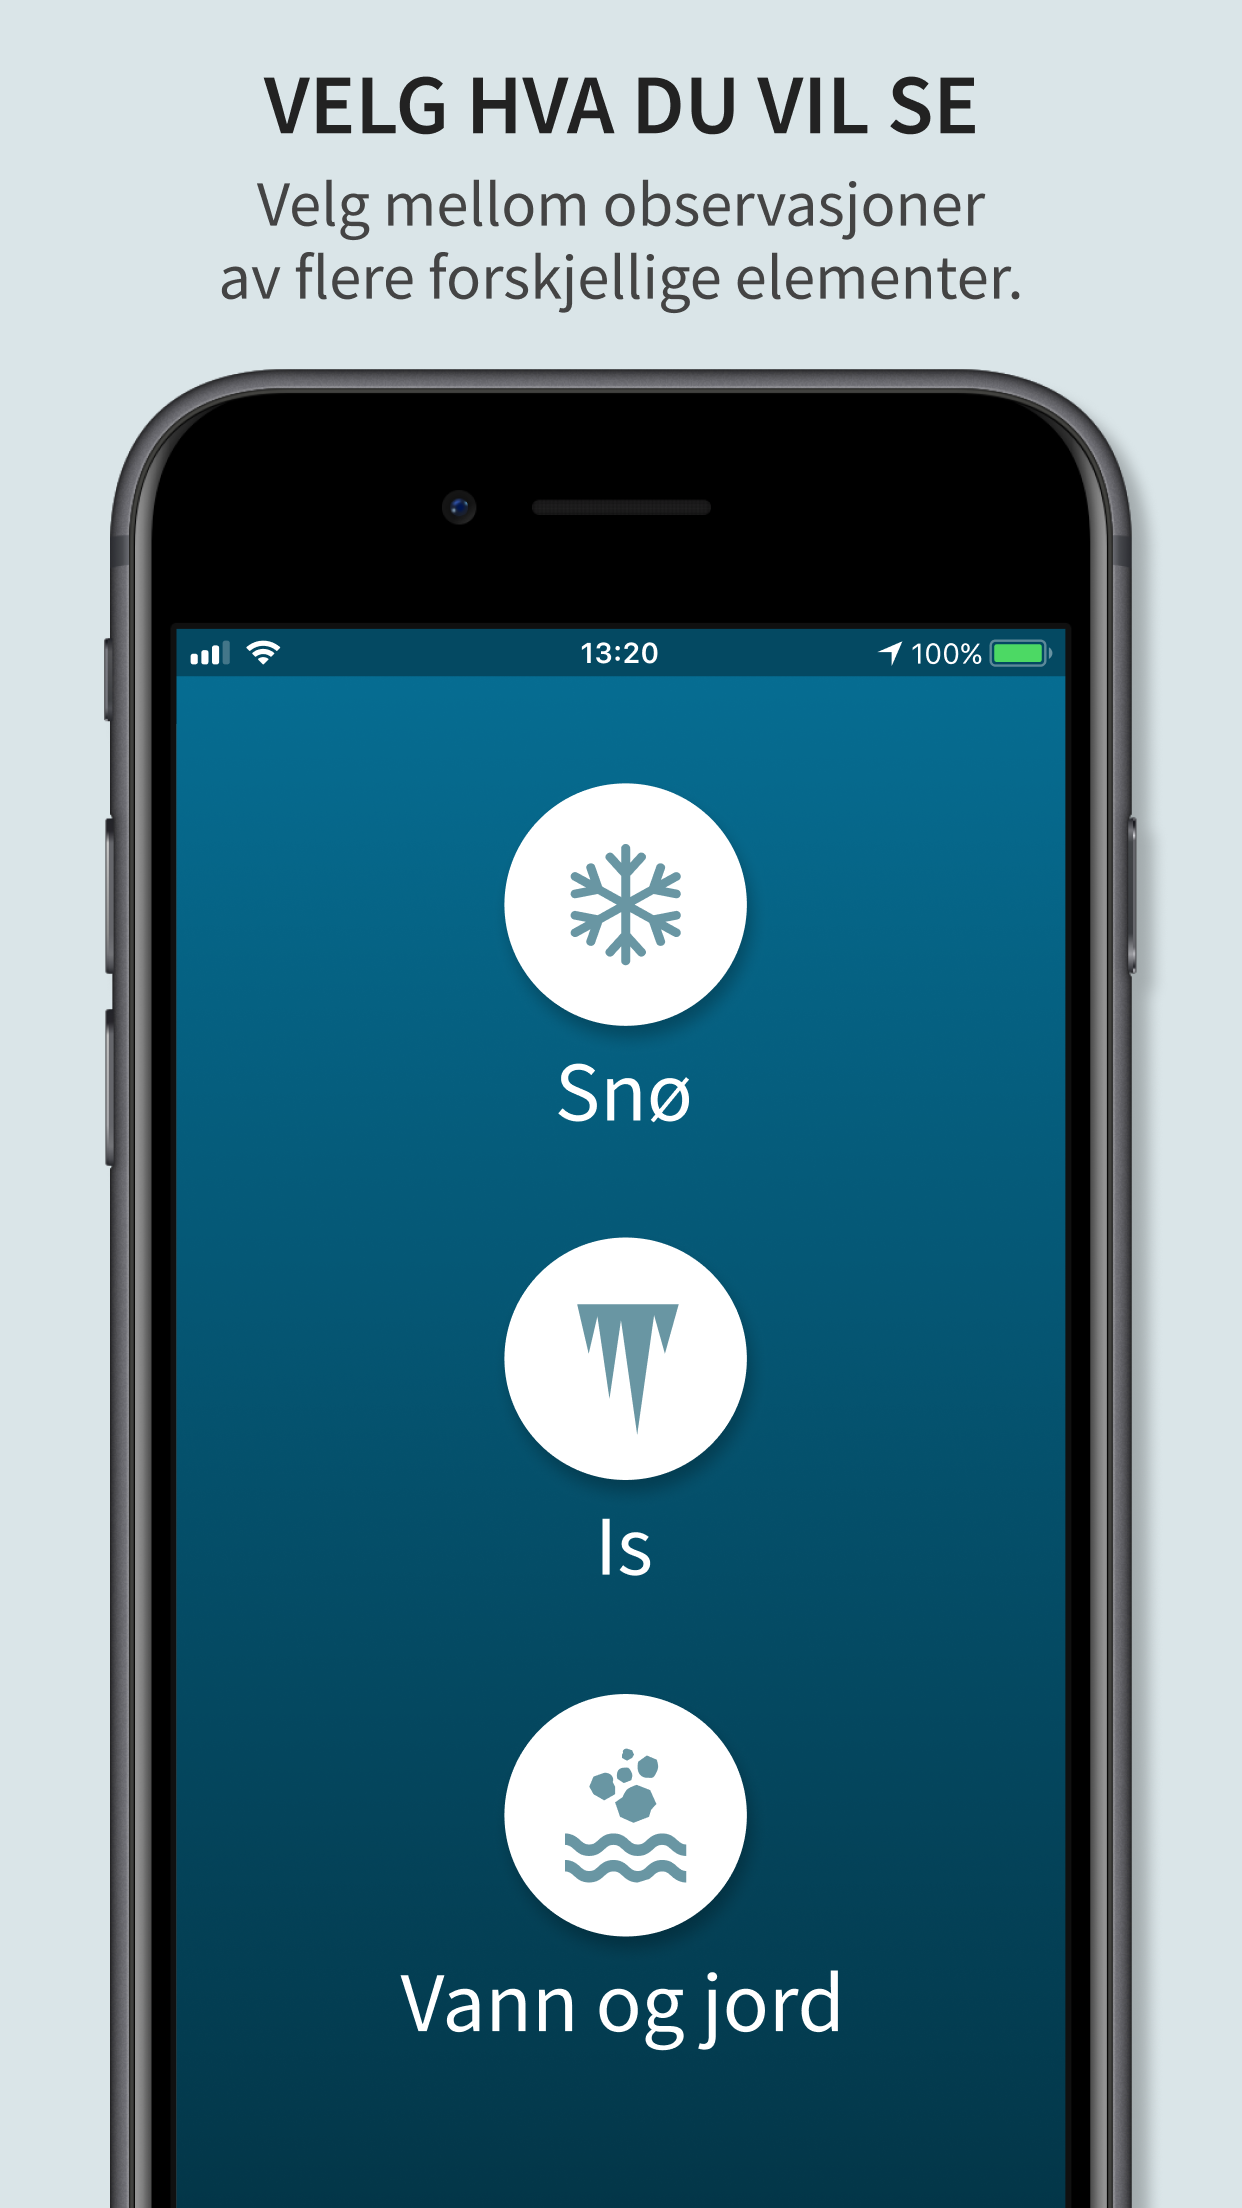 VELG HVA DU VIL SE
Velg mellom observasjoner
av flere forskjellige elementer.
13:20
100%
Snø
Is
Vann og jord